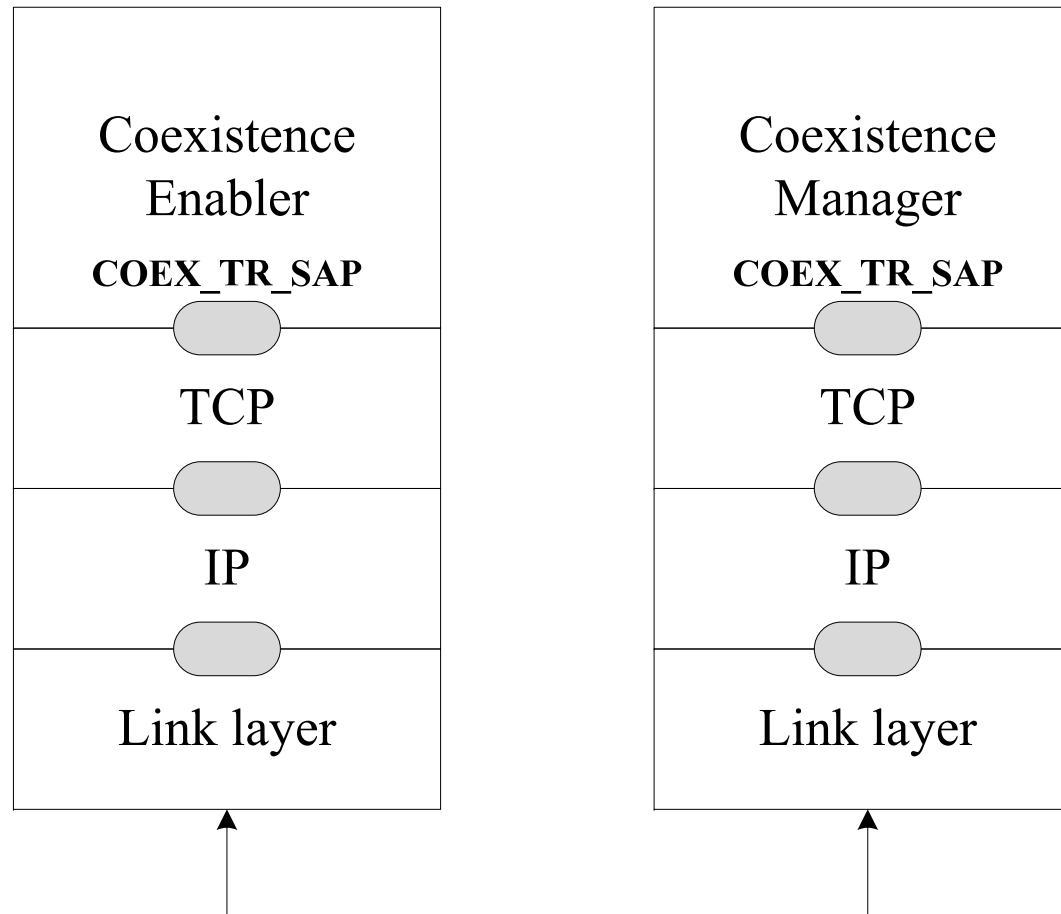 Coexistence
Enabler
COEX_TR_SAP
TCP
IP
Link layer
Coexistence
Manager
COEX_TR_SAP
TCP
IP
Link layer